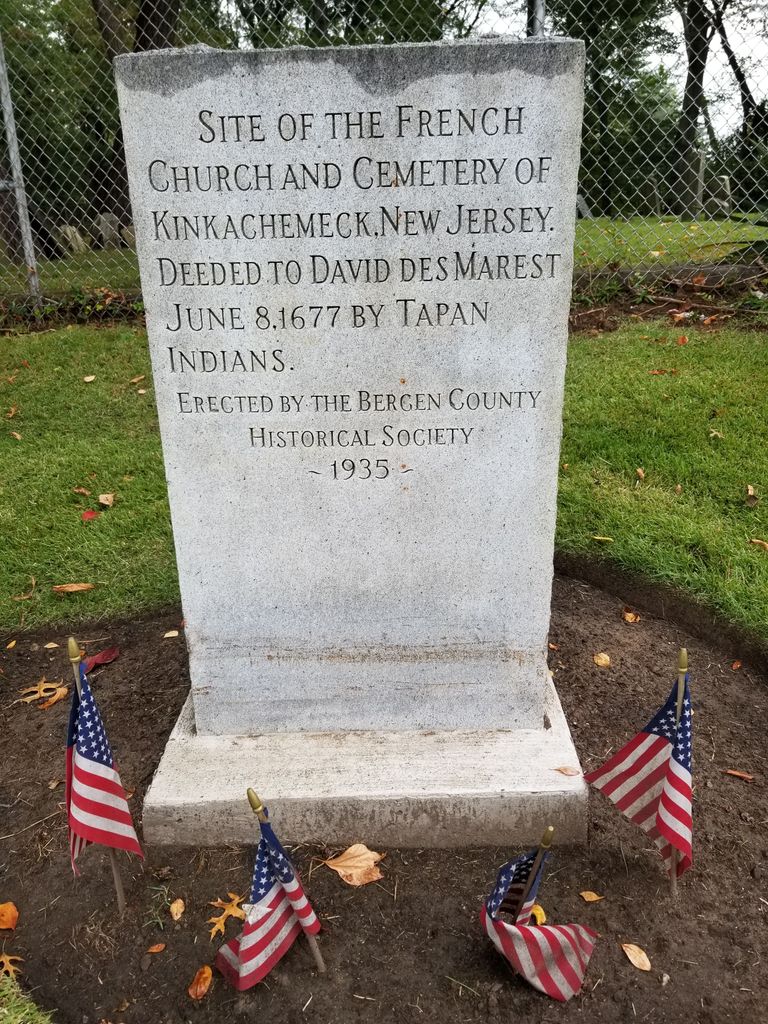 SITE OF THE FRENCH
CHURCH AND CEMETERY OF
KINKACHEMECK, NEW JERSEY.
DEEDED TO DAVID DES MAREST
JUNE 8, 1677 BY TAPAN
INDIANS.
ERECTED BY THE BERGEN COUNTY
HISTORICAL SOCIETY
~ 1935 ~